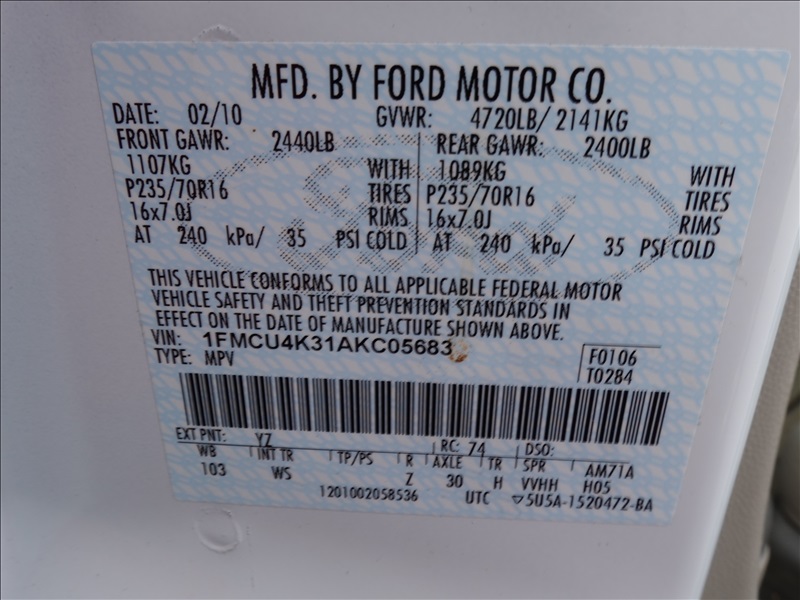 MFD. BY FORD MOTOR CO.
DATE: 02/10 GVWR: 4720LB/ 2141KG
FRONT GAWR: 2440LB REAR GAWR: 2400LB
1107KG WITH 1089KG WITH
P235/70R16 TIRES P235/70R16 TIRES
16x7.0J RIMS 16x7.0J RIMS
AT 240 kPa/ 35 PSI COLD AT 240 kPa/ 35 PSI COLD
THIS VEHICLE CONFORMS TO ALL APPLICABLE FEDERAL MOTOR
VEHICLE SAFETY AND THEFT PREVENTION STANDARDS IN
EFFECT ON THE DATE OF MANUFACTURE SHOWN ABOVE.
VIN: 1FMCU4K31AKC05683
TYPE: MPV
F0106
T0284
EXT PNT: YZ RC: 74 DSO:
WB INT TR TP/PS R AXLE TR SPR AM71A
103 WS Z 30 H VVHH H05
1201002058536 UTC ▽5U5A-1520472-BA